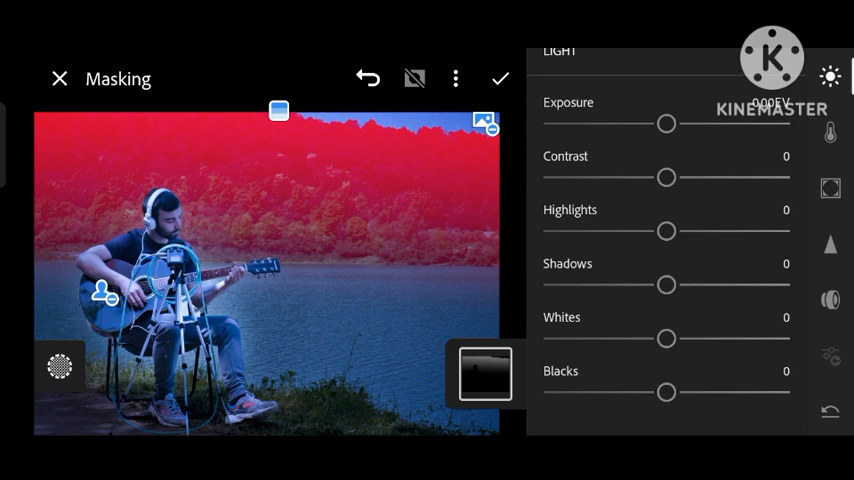 LIGHT
Masking
Exposure
0.00EV
KINEMASTER
Contrast
0
Highlights
0
Shadows
0
Whites
0
Blacks
0